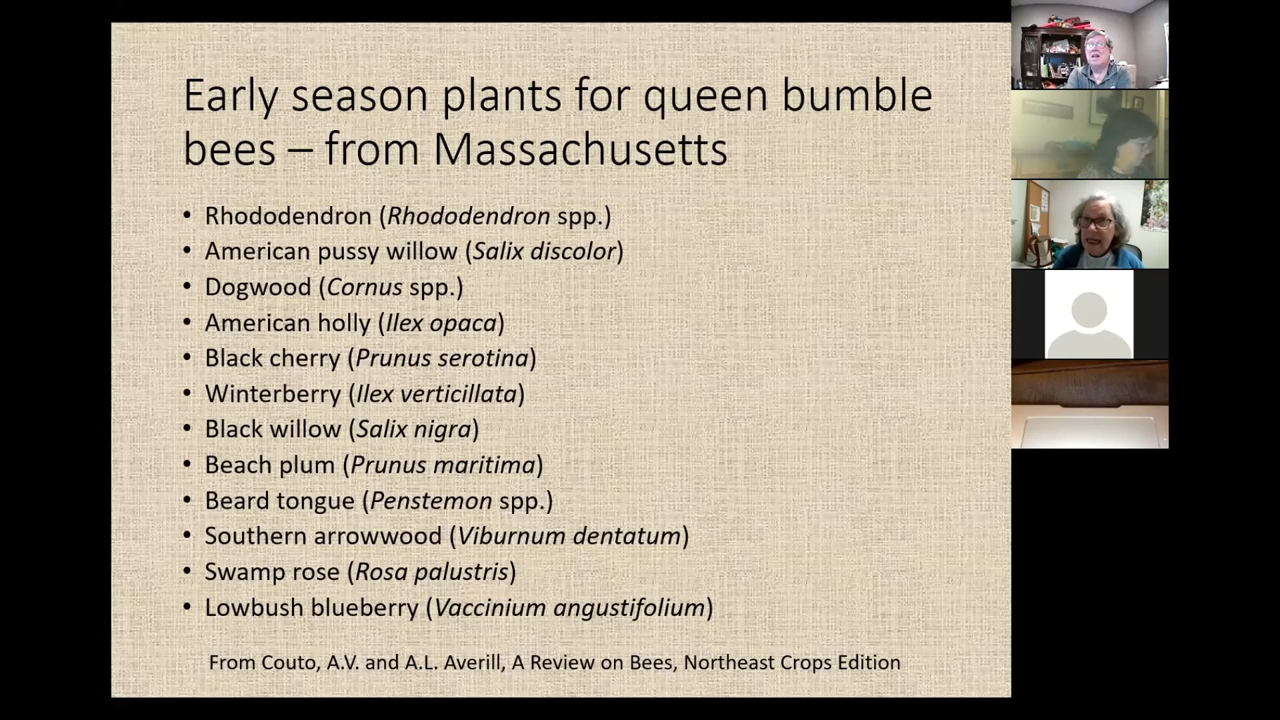 Early season plants for queen bumble
bees – from Massachusetts
• Rhododendron (Rhododendron spp.)
• American pussy willow (Salix discolor)
• Dogwood (Cornus spp.)
• American holly (Ilex opaca)
• Black cherry (Prunus serotina)
• Winterberry (Ilex verticillata)
• Black willow (Salix nigra)
• Beach plum (Prunus maritima)
• Beard tongue (Penstemon spp.)
• Southern arrowwood (Viburnum dentatum)
• Swamp rose (Rosa palustris)
• Lowbush blueberry (Vaccinium angustifolium)
From Couto, A.V. and A.L. Averill, A Review on Bees, Northeast Crops Edition